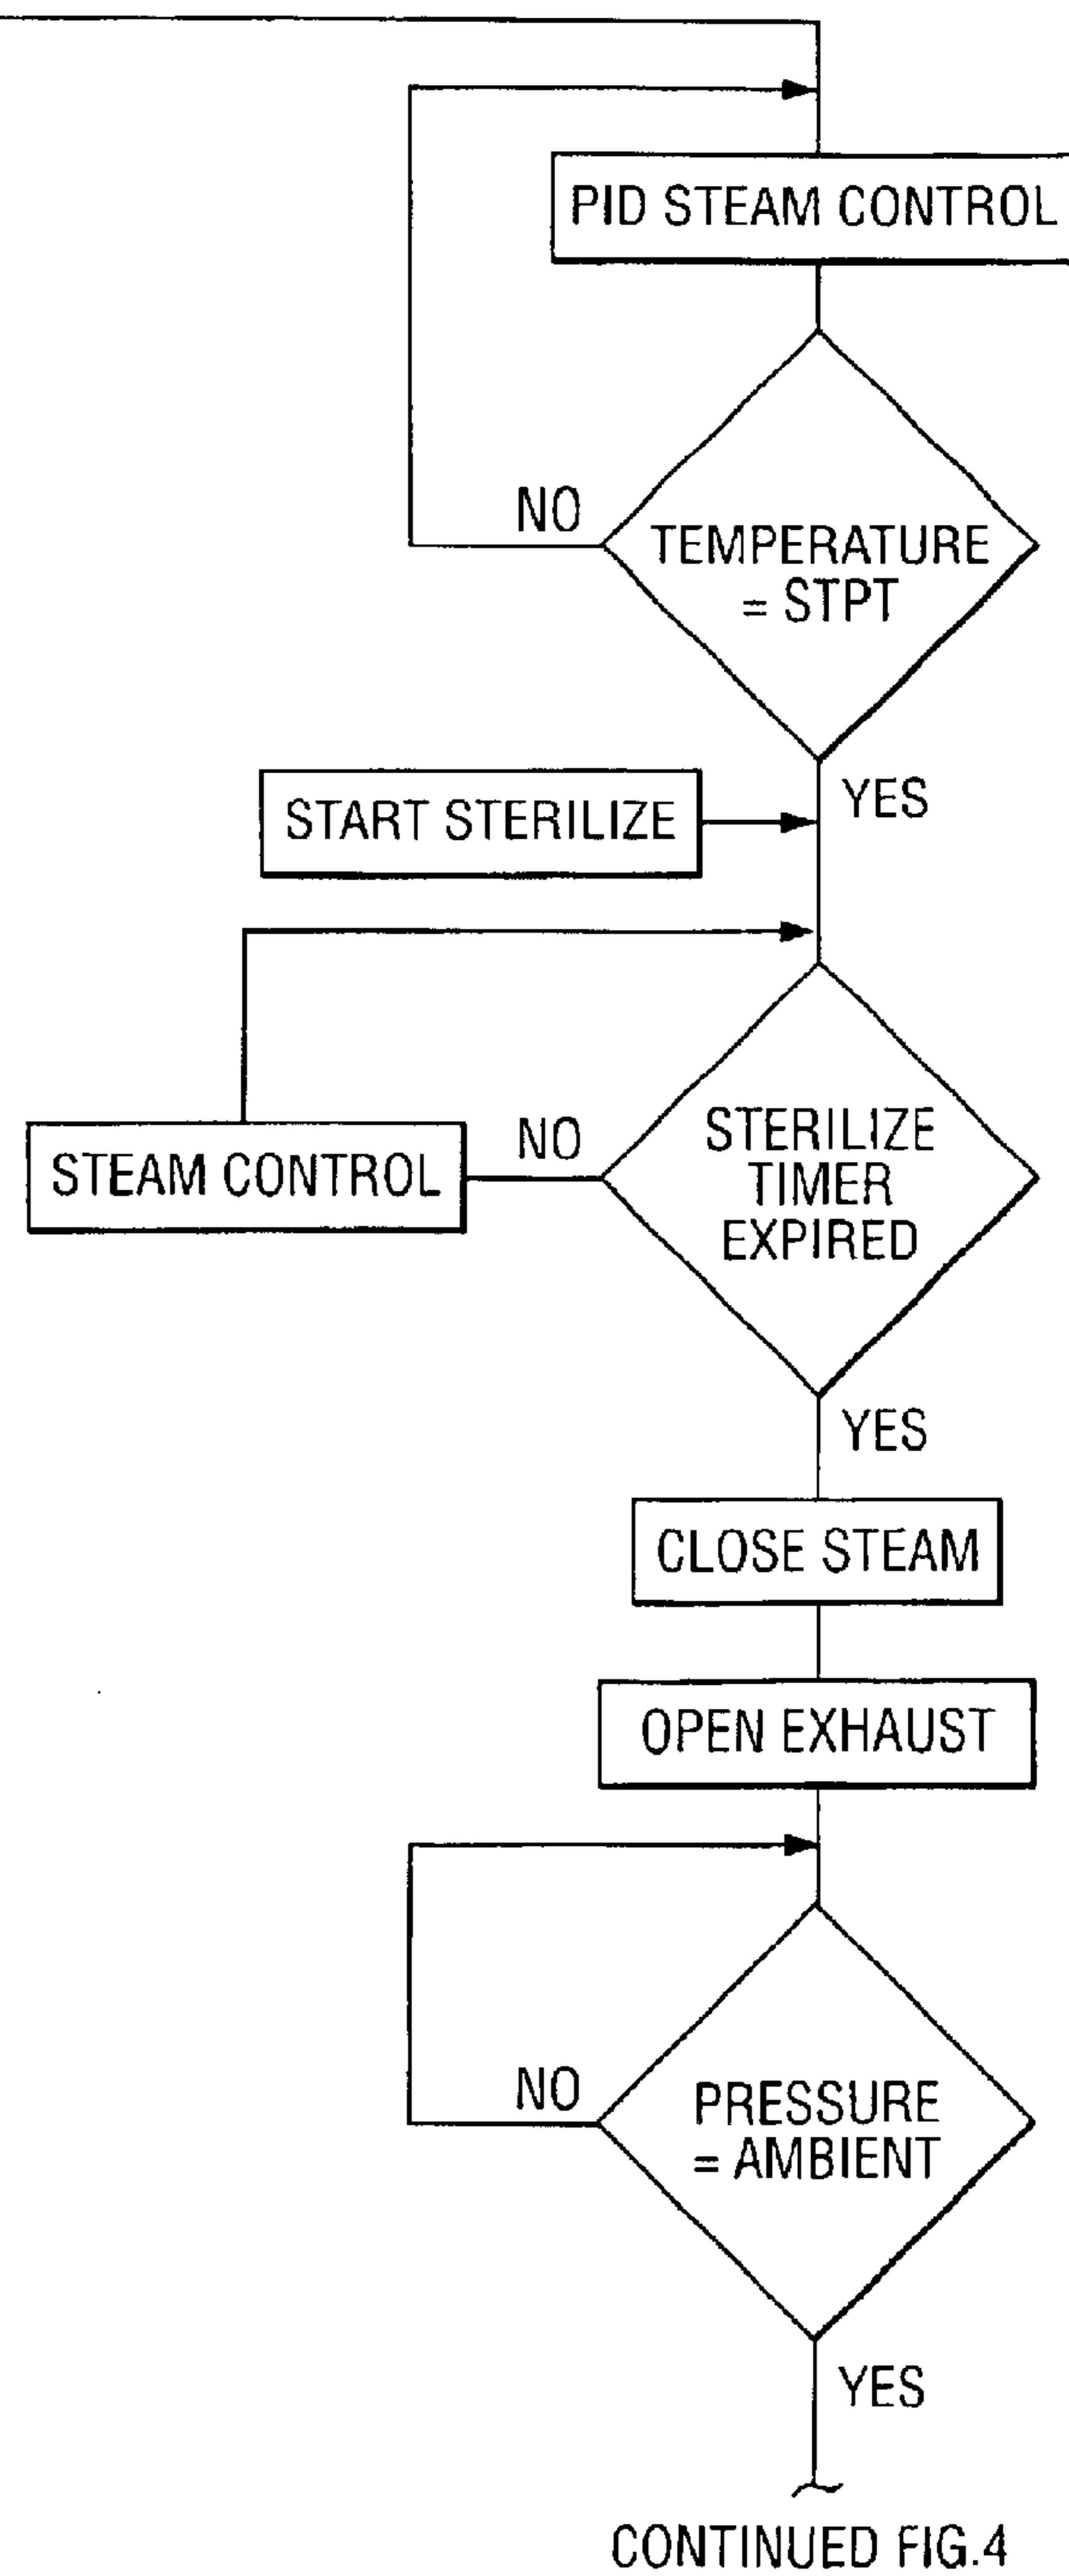 PID STEAM CONTROL
NO
TEMPERATURE
= STPT
YES
START STERILIZE
STEAM CONTROL
NO
STERILIZE
TIMER
EXPIRED
YES
CLOSE STEAM
OPEN EXHAUST
NO
PRESSURE
= AMBIENT
YES
CONTINUED FIG.4